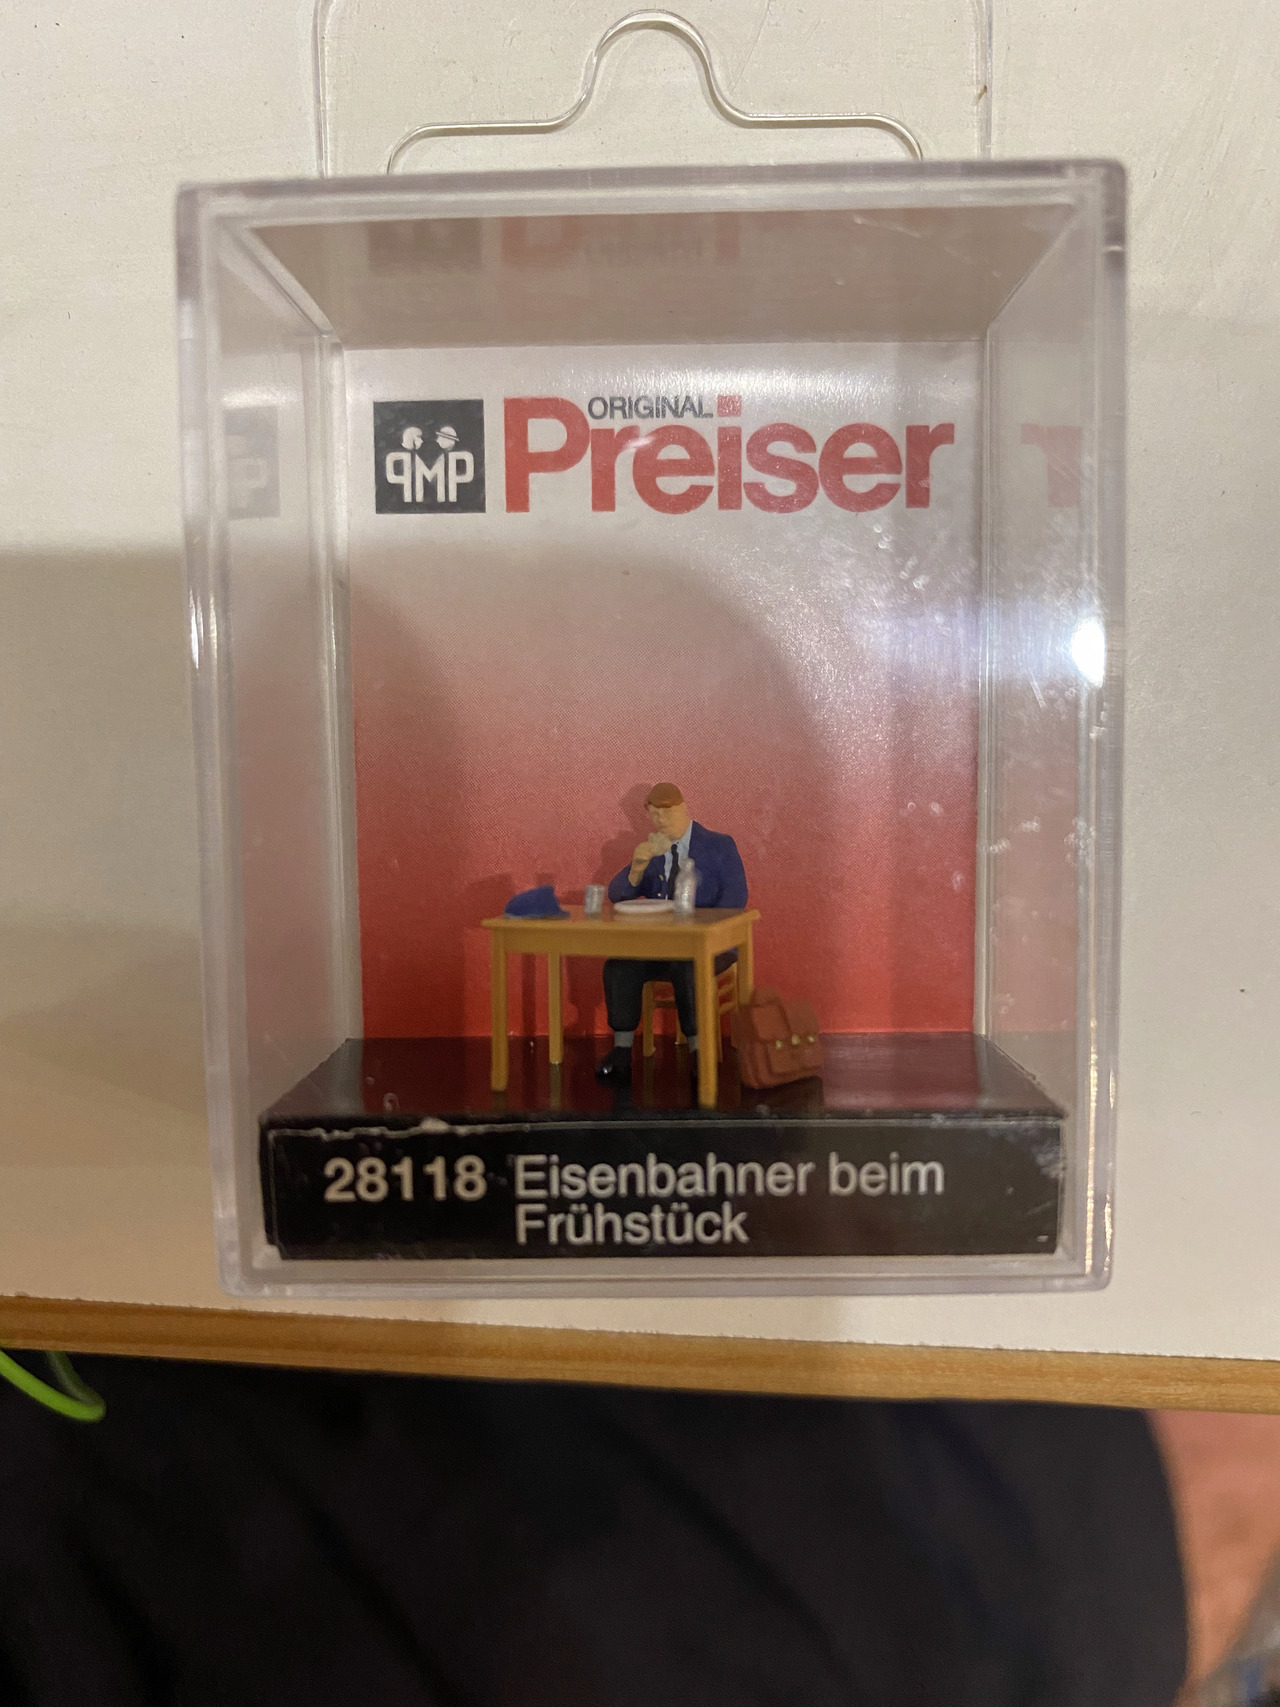 ORIGINAL
PMP Preiser
28118 Eisenbahner beim
Frühstück